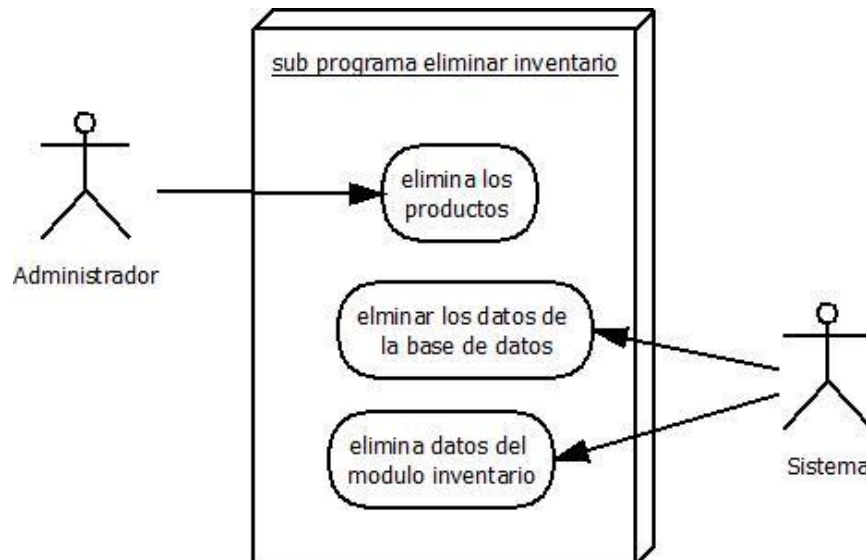 sub programa eliminar inventario
elimina los
productos
Administrador
elminar los datos de
la base de datos
elimina datos del
modulo inventario
Sistema